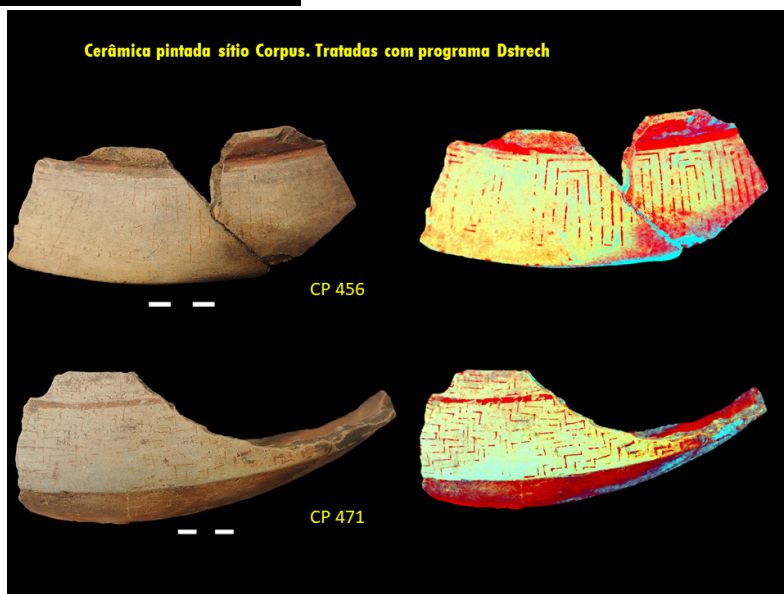 Cerâmica pintada sítio Corpus. Tratadas com programa Dstrech
CP 456
CP 471